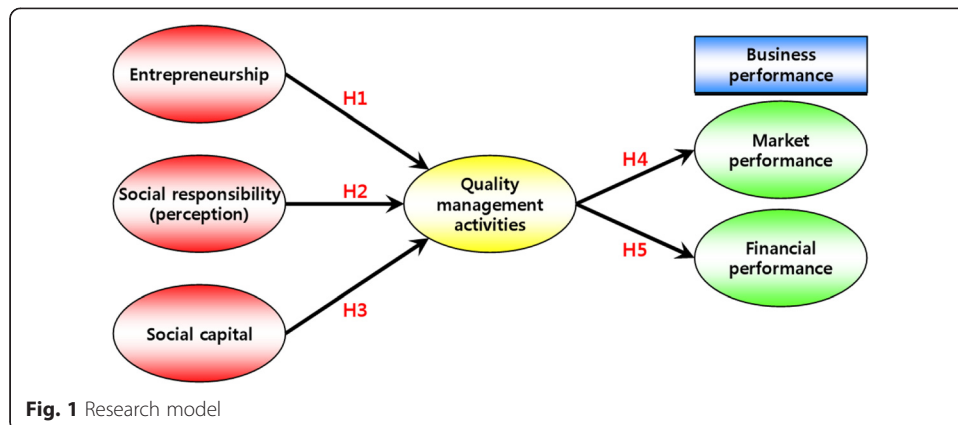 Entrepreneurship
H1
Social responsibility
(perception)
H2
Social capital
H3
Quality
management
activities
H4
H5
Business
performance
Market
performance
Financial
performance
Fig. 1 Research model